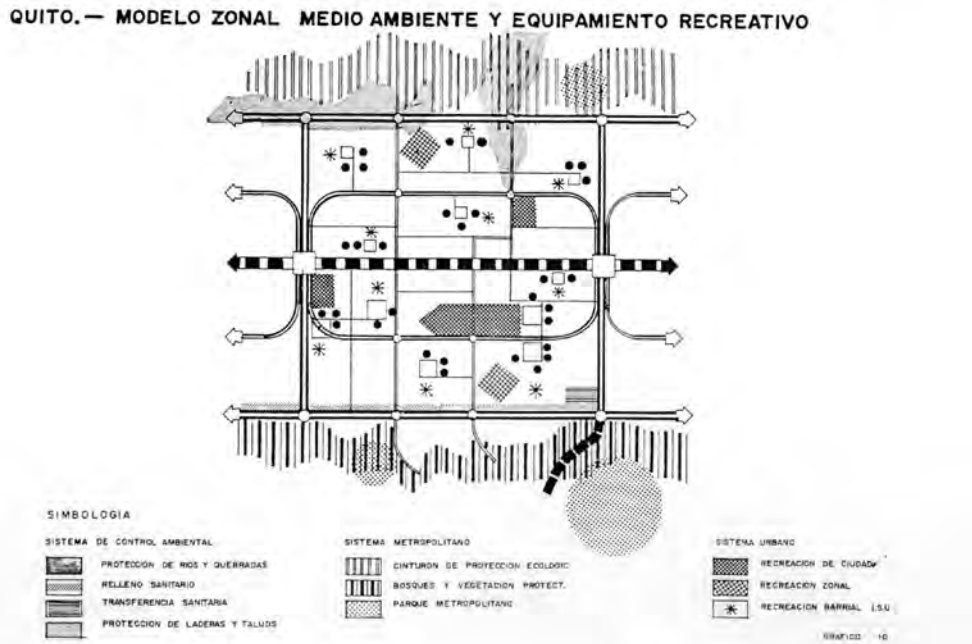 QUITO.— MODELO ZONAL MEDIO AMBIENTE Y EQUIPAMIENTO RECREATIVO
SIMBOLOGIA
SISTEMA DE CONTROL AMBIENTAL
PROTECCION DE RIOS Y QUEBRADAS
RELLENO SANITARIO
TRANSFERENCIA SANITARIA
PROTECCION DE LADERAS Y TALUDS
SISTEMA METROPOLITANO
CINTURON DE PROTECCION ECOLOGIC
BOSQUES Y VEGETACION PROTECT.
PARQUE METROPOLITANO
SISTEMA URBANO
RECREACION DE CIUDAD
RECREACION ZONAL
RECREACION BARRIAL I.S.U
GRAFICO 10